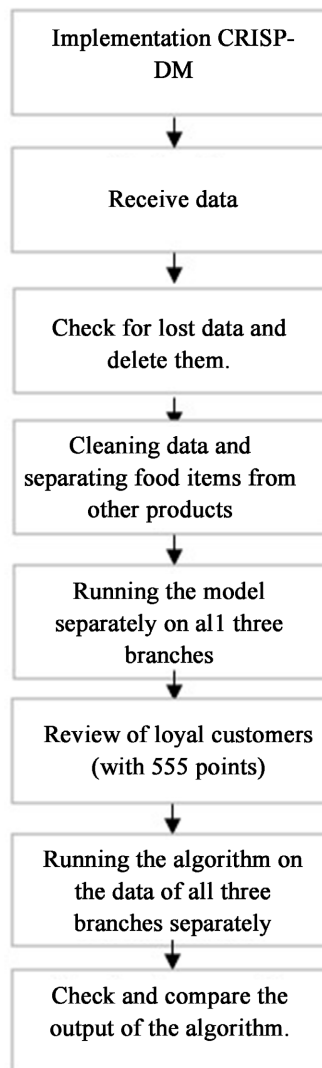 Implementation CRISP-
DM
Receive data
Check for lost data and
delete them.
Cleaning data and
separating food items from
other products
Running the model
separately on all three
branches
Review of loyal customers
(with 555 points)
Running the algorithm on
the data of all three
branches separately
Check and compare the
output of the algorithm.